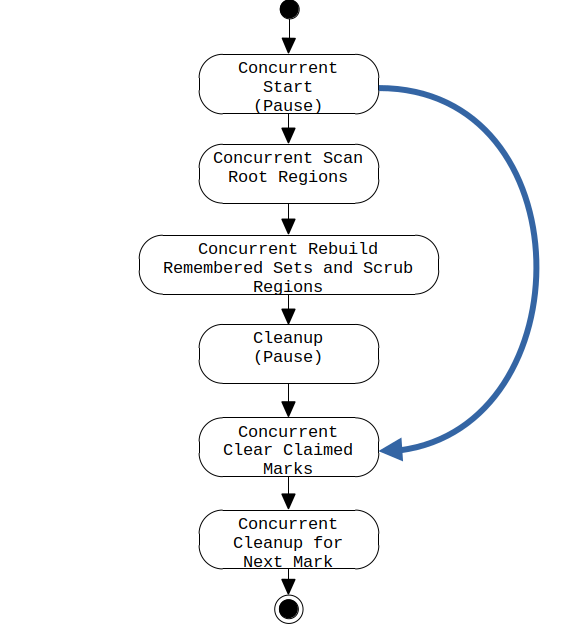 Concurrent
Start
(Pause)
Concurrent Scan
Root Regions
Concurrent Rebuild
Remembered Sets and Scrub
Regions
Cleanup
(Pause)
Concurrent
Clear Claimed
Marks
Concurrent
Cleanup for
Next Mark